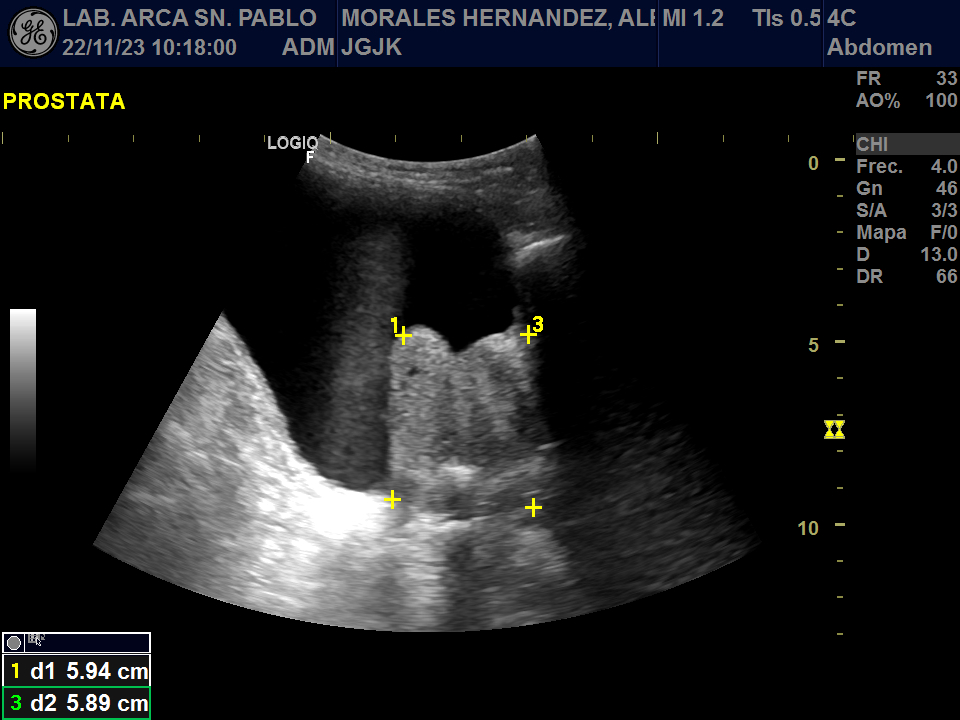 LAB. ARCA SN. PABLO
22/11/23 10:18:00 ADM
MORALES HERNANDEZ, ALE
JGJK
MI 1.2 TIs 0.5
4C
Abdomen
PROSTATA
LOGIQ
F
FR 33
AO% 100
CHI
Frec. 4.0
Gn 46
S/A 3/3
Mapa F/0
D 13.0
DR 66
0
5
10
1
3
1 d1 5.94 cm
3 d2 5.89 cm